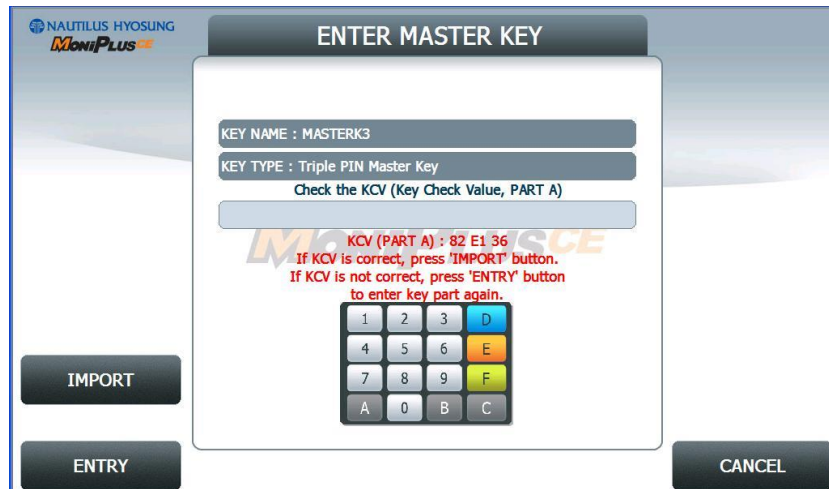 NAUTILUS HYOSUNG
MoniPlusCE
ENTER MASTER KEY
KEY NAME : MASTERK3
KEY TYPE : Triple PIN Master Key
Check the KCV (Key Check Value, PART A)
MoniPlusCE
KCV (PART A) : 82 E1 36
If KCV is correct, press 'IMPORT' button.
If KCV is not correct, press 'ENTRY' button
to enter key part again.
1 2 3 D
4 5 6 E
7 8 9 F
A 0 B C
IMPORT
ENTRY
CANCEL